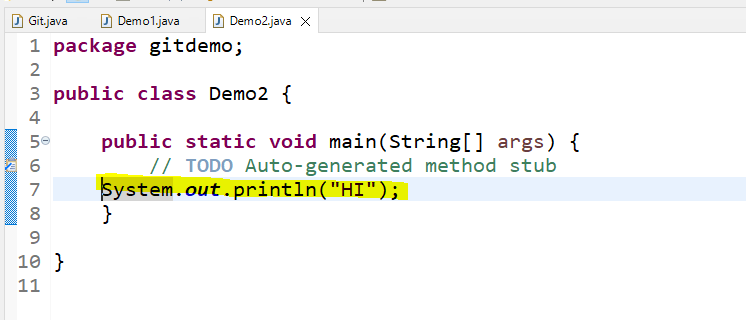 Git.java Demo1.java Demo2.java
1 package gitdemo;
2
3 public class Demo2 {
4
5 public static void main(String[] args) {
6 // TODO Auto-generated method stub
7 System.out.println("HI");
8 }
9
10 }
11